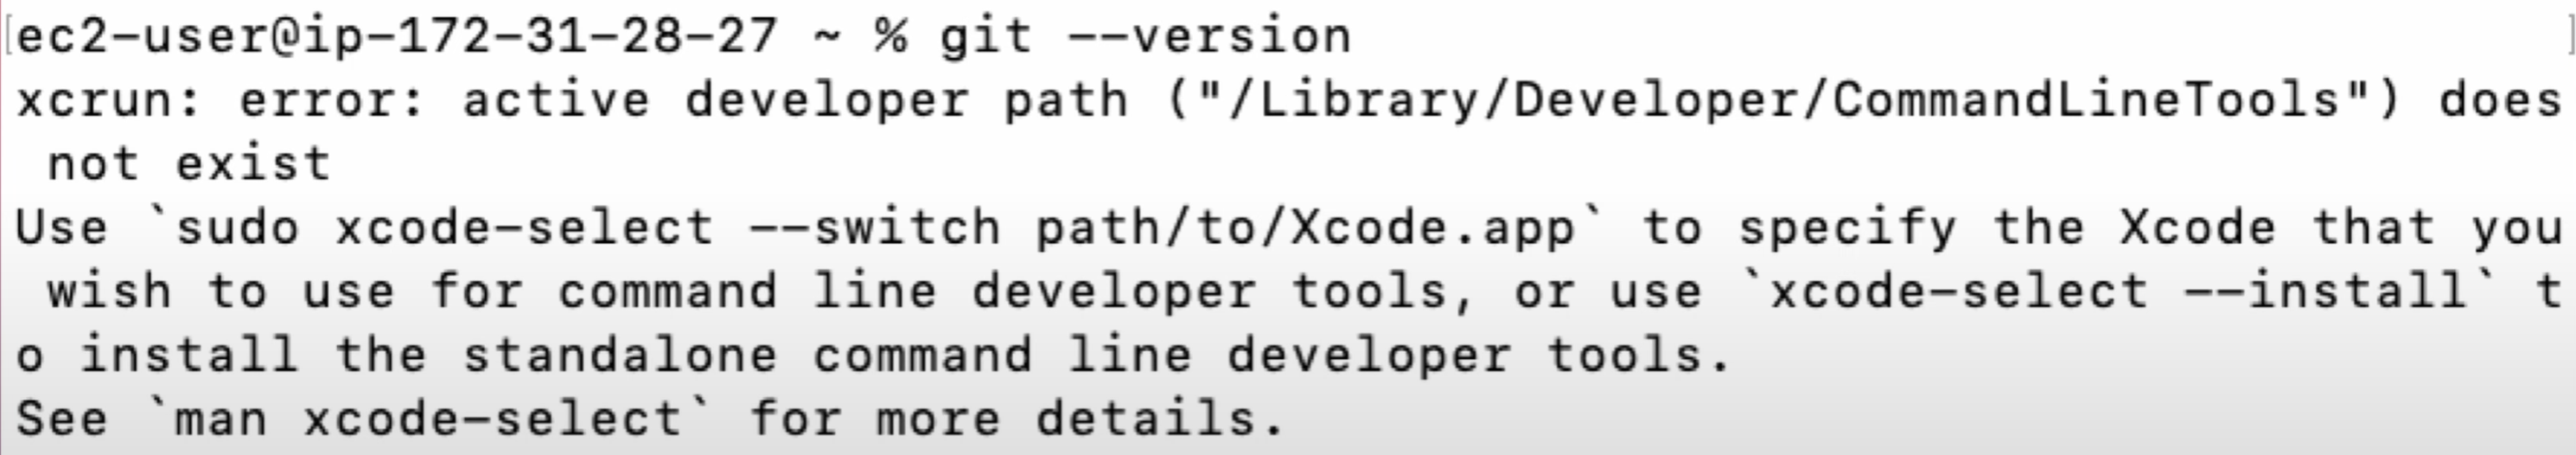 [ec2-user@ip-172-31-28-27 ~ % git --version ]
xcrun: error: active developer path ("/Library/Developer/CommandLineTools") does
 not exist
Use `sudo xcode-select --switch path/to/Xcode.app` to specify the Xcode that you
 wish to use for command line developer tools, or use `xcode-select --install` t
o install the standalone command line developer tools.
See `man xcode-select` for more details.